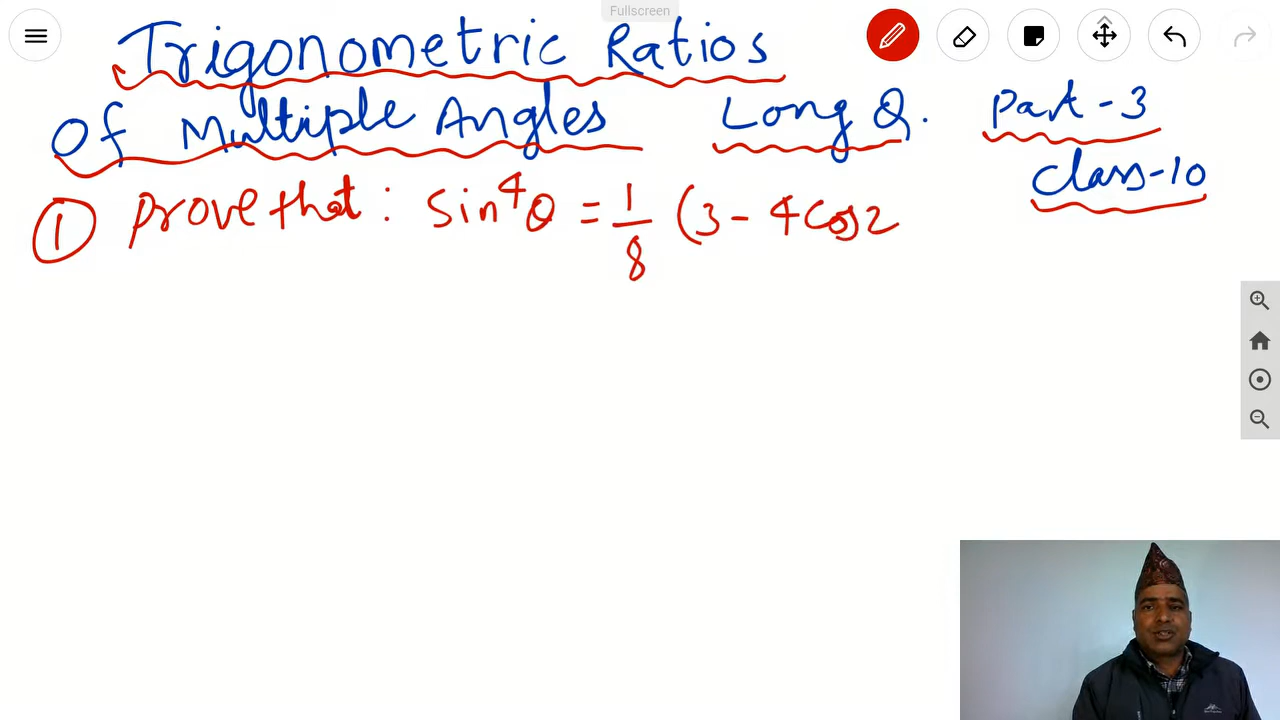 Fullscreen
Trigonometric Ratios
Of Multiple Angles Long Q. Part-3
Class-10
① Prove that : Sin⁴θ = 1/8 (3 - 4Cos2